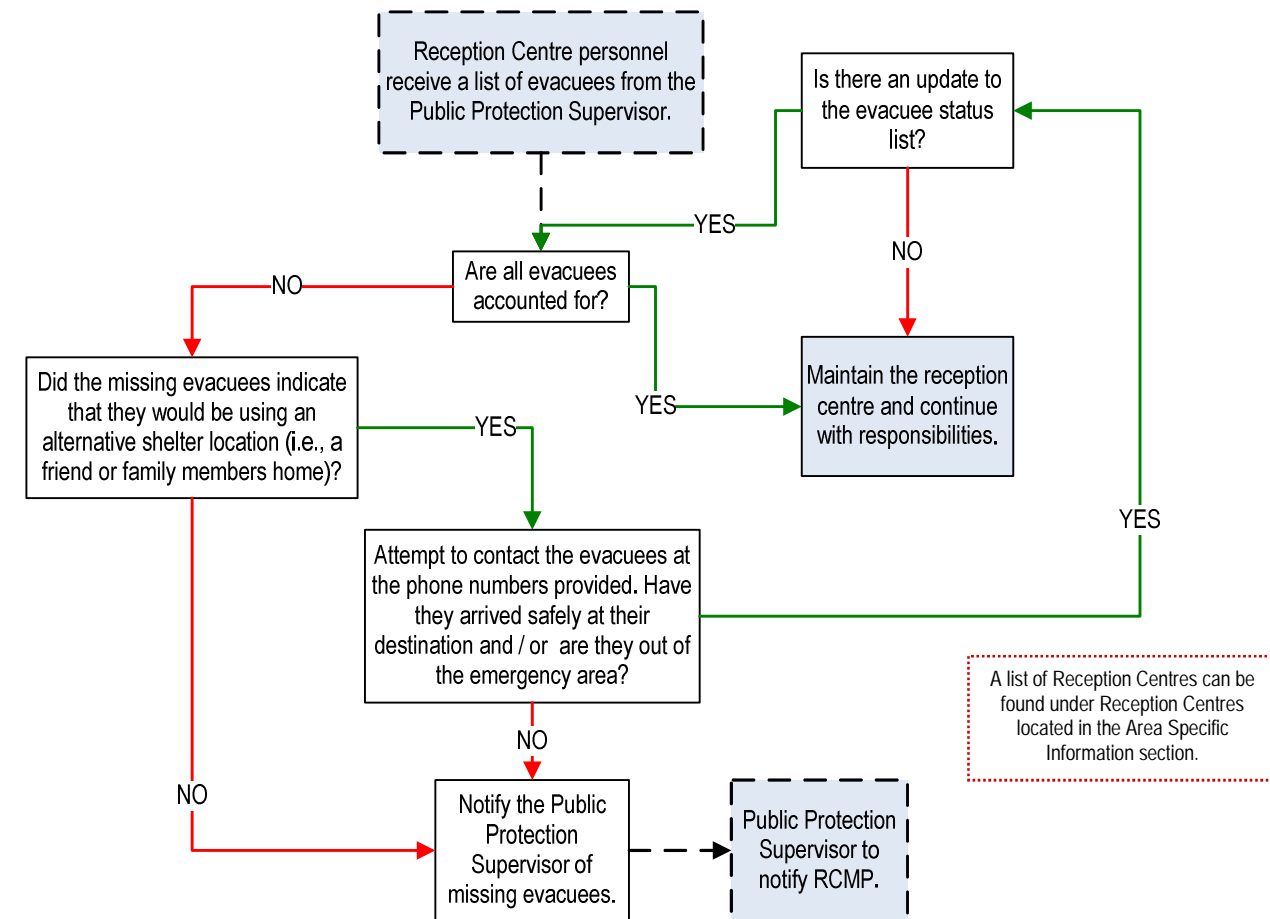 Reception Centre personnel
receive a list of evacuees from the
Public Protection Supervisor.
Is there an update to
the evacuee status
list?
YES
NO
Are all evacuees
accounted for?
NO
YES
Maintain the reception
centre and continue
with responsibilities.
Did the missing evacuees indicate
that they would be using an
alternative shelter location (i.e., a
friend or family members home)?
YES
YES
Attempt to contact the evacuees at
the phone numbers provided. Have
they arrived safely at their
destination and / or are they out of
the emergency area?
A list of Reception Centres can be
found under Reception Centres
located in the Area Specific
Information section.
NO
NO
Notify the Public
Protection
Supervisor of
missing evacuees.
Public Protection
Supervisor to
notify RCMP.